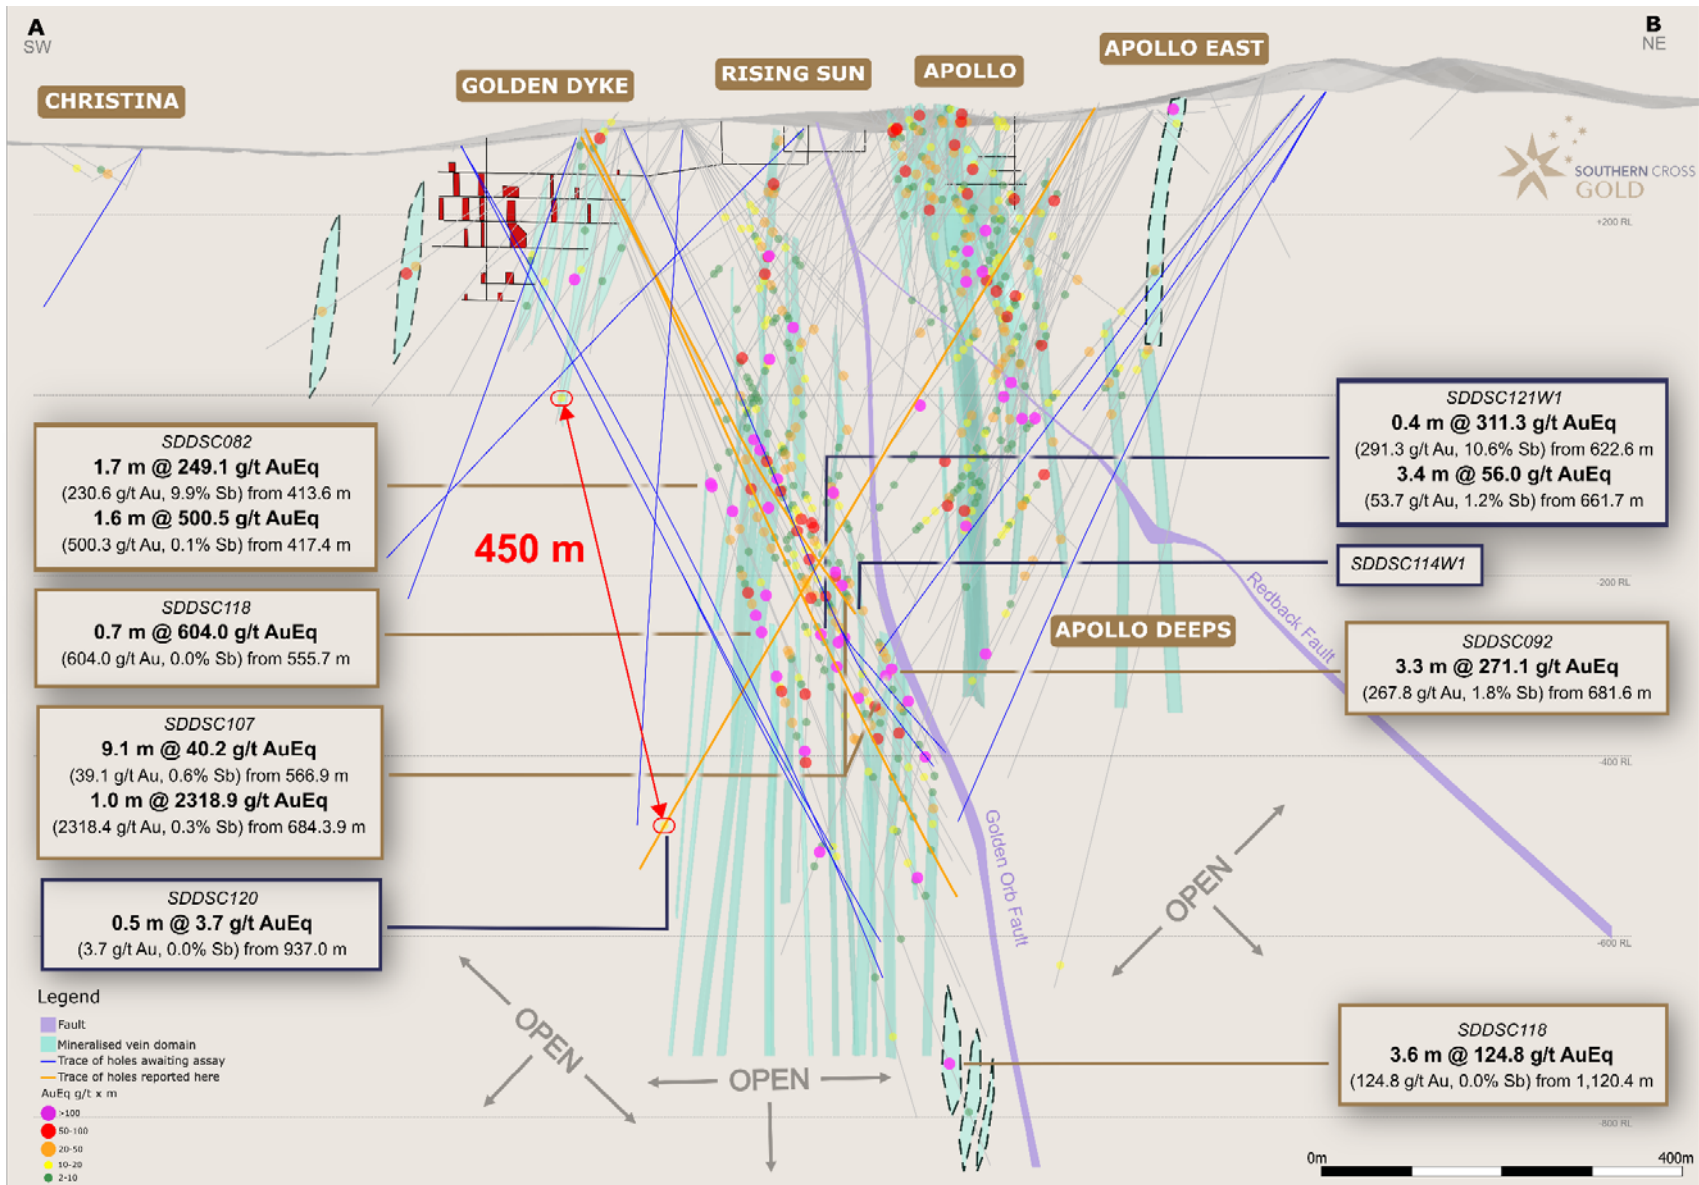 A
SW
B
NE
CHRISTINA
GOLDEN DYKE
RISING SUN
APOLLO
APOLLO EAST
SOUTHERN CROSS
GOLD
+200 RL
SDDSC082
1.7 m @ 249.1 g/t AuEq
(230.6 g/t Au, 9.9% Sb) from 413.6 m
1.6 m @ 500.5 g/t AuEq
(500.3 g/t Au, 0.1% Sb) from 417.4 m
SDDSC118
0.7 m @ 604.0 g/t AuEq
(604.0 g/t Au, 0.0% Sb) from 555.7 m
SDDSC107
9.1 m @ 40.2 g/t AuEq
(39.1 g/t Au, 0.6% Sb) from 566.9 m
1.0 m @ 2318.9 g/t AuEq
(2318.4 g/t Au, 0.3% Sb) from 684.3.9 m
SDDSC120
0.5 m @ 3.7 g/t AuEq
(3.7 g/t Au, 0.0% Sb) from 937.0 m
450 m
SDDSC121W1
0.4 m @ 311.3 g/t AuEq
(291.3 g/t Au, 10.6% Sb) from 622.6 m
3.4 m @ 56.0 g/t AuEq
(53.7 g/t Au, 1.2% Sb) from 661.7 m
SDDSC114W1
-200 RL
APOLLO DEEPS
Redback Fault
SDDSC092
3.3 m @ 271.1 g/t AuEq
(267.8 g/t Au, 1.8% Sb) from 681.6 m
-400 RL
Golden Orb Fault
OPEN
-600 RL
OPEN
OPEN
SDDSC118
3.6 m @ 124.8 g/t AuEq
(124.8 g/t Au, 0.0% Sb) from 1,120.4 m
-800 RL
Legend
Fault
Mineralised vein domain
Trace of holes awaiting assay
Trace of holes reported here
AuEq g/t x m
>100
50-100
20-50
10-20
2-10
0m
400m